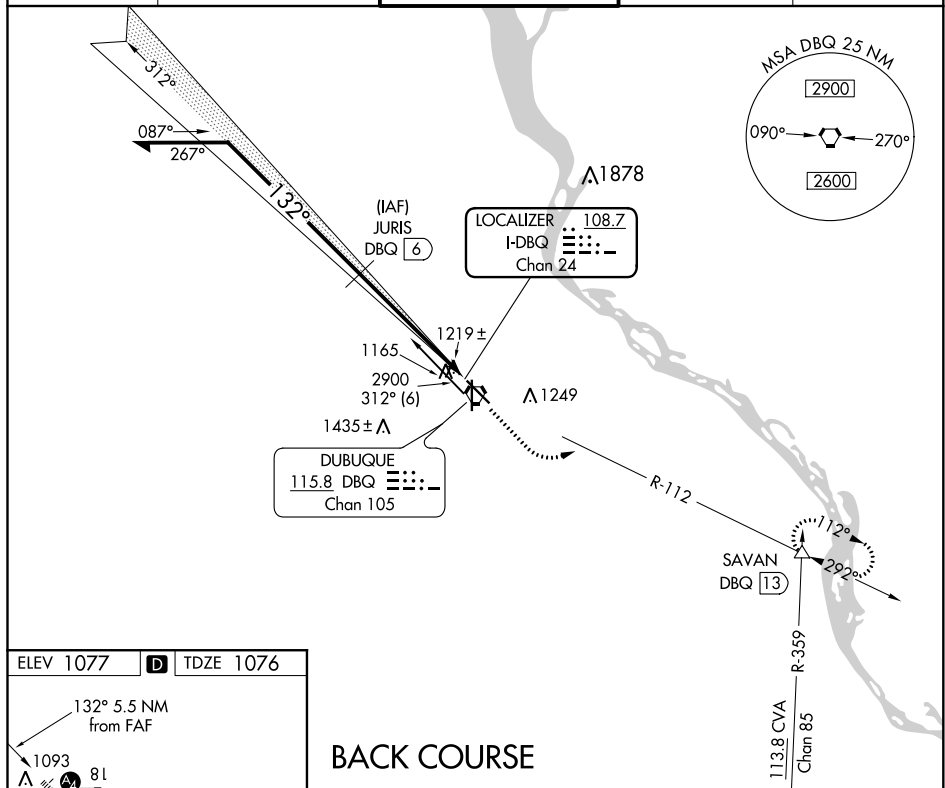 MSA DBQ 25 NM
2900
090°
270°
2600
312°
087°
267°
132°
(IAF)
JURIS
DBQ 6
1878
LOCALIZER 108.7
I-DBQ
Chan 24
1219 ±
1165
2900
312° (6)
1249
1435 ±
DUBUQUE
115.8 DBQ
Chan 105
R-112
112°
292°
SAVAN
DBQ 13
R-359
113.8 CVA
Chan 85
ELEV 1077 D TDZE 1076
132° 5.5 NM
from FAF
1093
A4
18
BACK COURSE